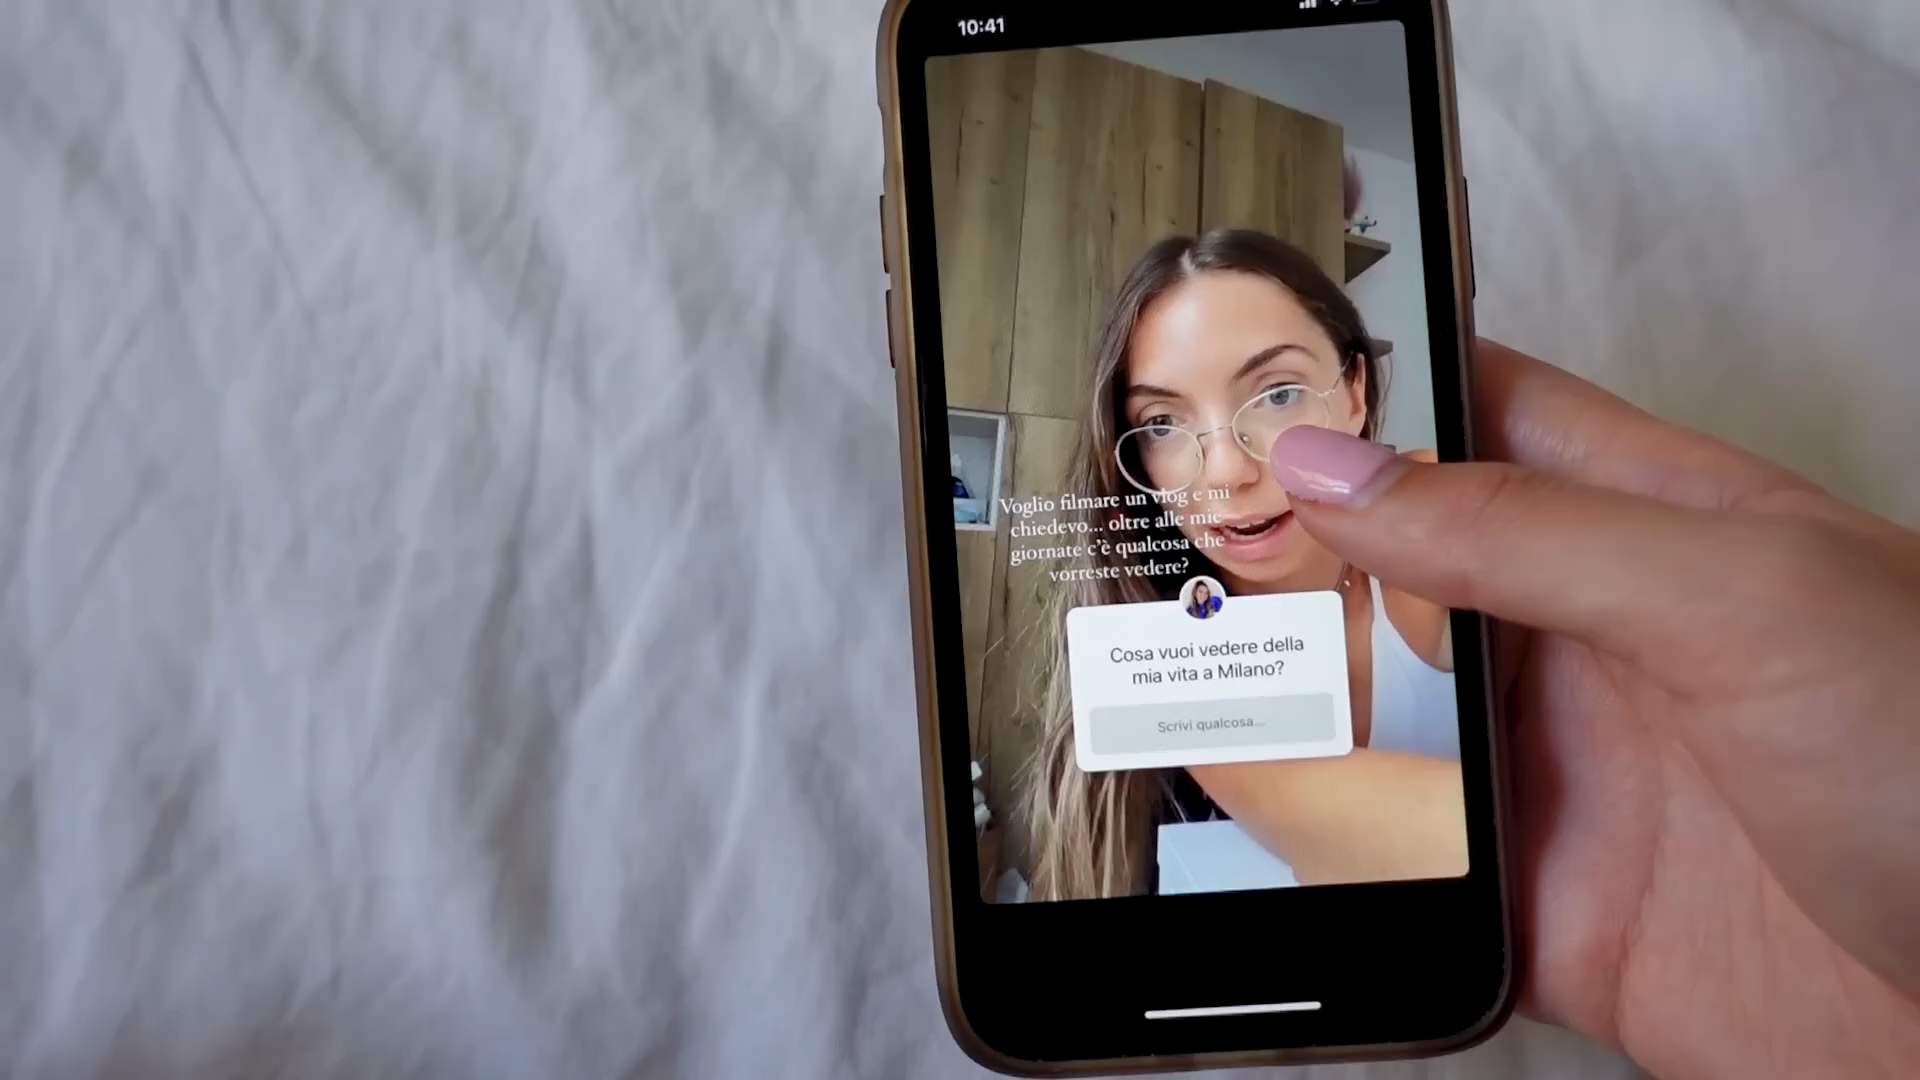 10:41
Voglio filmare un vlog e mi
chiedevo... oltre alle mie
giornate c'è qualcosa che
vorreste vedere?
Cosa vuoi vedere della
mia vita a Milano?
Scrivi qualcosa...